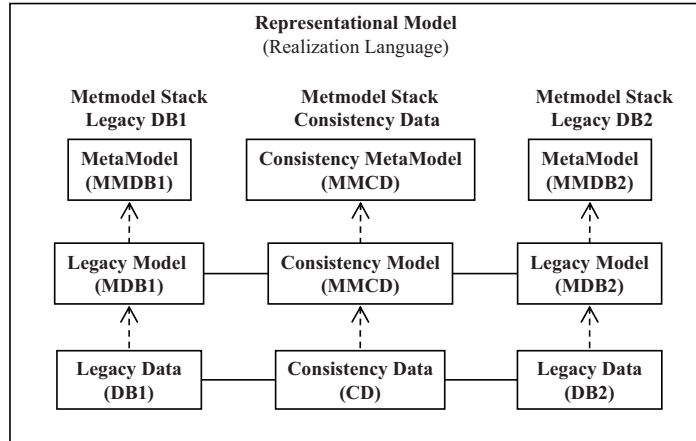 Representational Model
(Realization Language)
Metmodel Stack
Legacy DB1
Metmodel Stack
Consistency Data
Metmodel Stack
Legacy DB2
MetaModel
(MMDB1)
Consistency MetaModel
(MMCD)
MetaModel
(MMDB2)
Legacy Model
(MDB1)
Consistency Model
(MMCD)
Legacy Model
(MDB2)
Legacy Data
(DB1)
Consistency Data
(CD)
Legacy Data
(DB2)